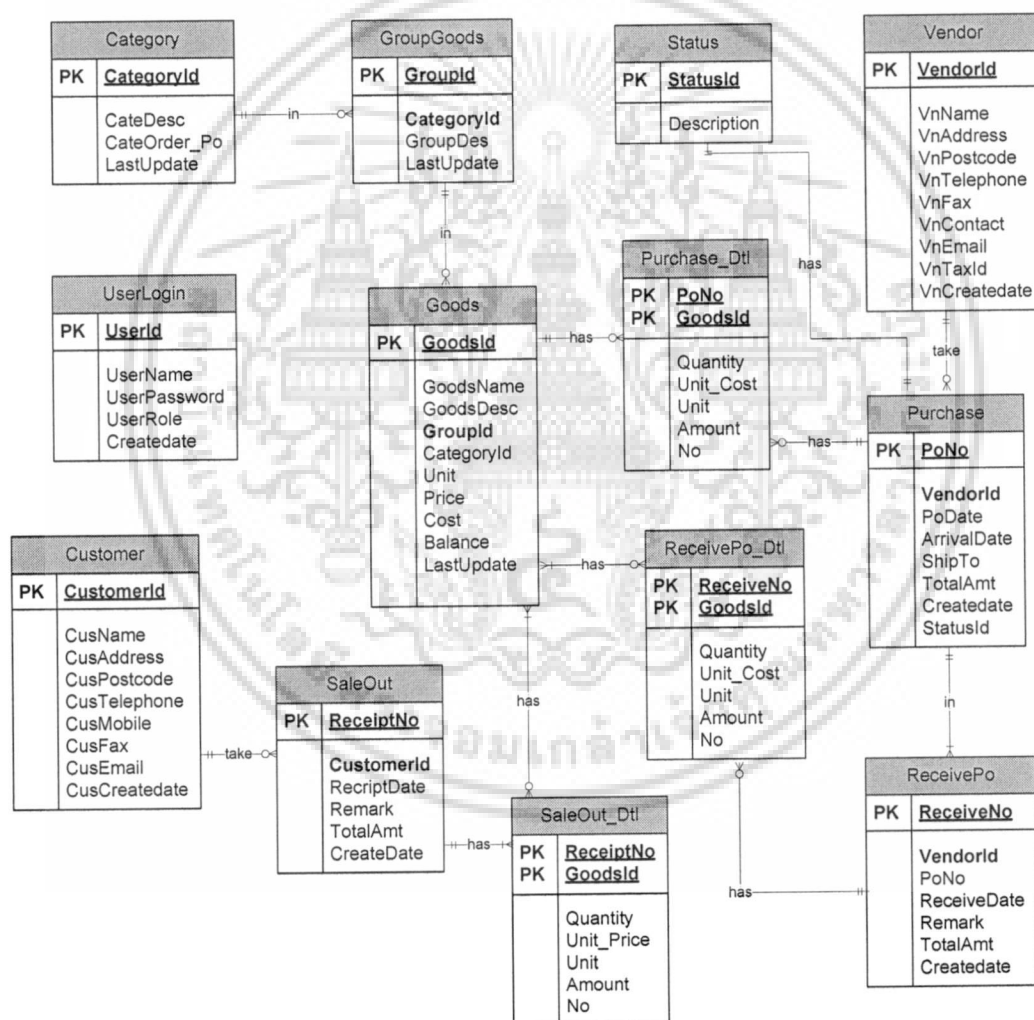 Category
PK CategoryId
CateDesc
CateOrder_Po
LastUpdate
in
GroupGoods
PK GroupId
CategoryId
GroupDes
LastUpdate
in
Status
PK StatusId
Description
has
Vendor
PK VendorId
VnName
VnAddress
VnPostcode
VnTelephone
VnFax
VnContact
VnEmail
VnTaxId
VnCreatedate
take
UserLogin
PK UserId
UserName
UserPassword
UserRole
Createdate
Goods
PK GoodsId
GoodsName
GoodsDesc
GroupId
CategoryId
Unit
Price
Cost
Balance
LastUpdate
has
Purchase_Dtl
PK PoNo
PK GoodsId
Quantity
Unit_Cost
Unit
Amount
No
has
Purchase
PK PoNo
VendorId
PoDate
ArrivalDate
ShipTo
TotalAmt
Createdate
StatusId
in
has
ReceivePo_Dtl
PK ReceiveNo
PK GoodsId
Quantity
Unit_Cost
Unit
Amount
No
has
Customer
PK CustomerId
CusName
CusAddress
CusPostcode
CusTelephone
CusMobile
CusFax
CusEmail
CusCreatedate
take
SaleOut
PK ReceiptNo
CustomerId
RecriptDate
Remark
TotalAmt
CreateDate
has
has
SaleOut_Dtl
PK ReceiptNo
PK GoodsId
Quantity
Unit_Price
Unit
Amount
No
ReceivePo
PK ReceiveNo
VendorId
PoNo
ReceiveDate
Remark
TotalAmt
Createdate